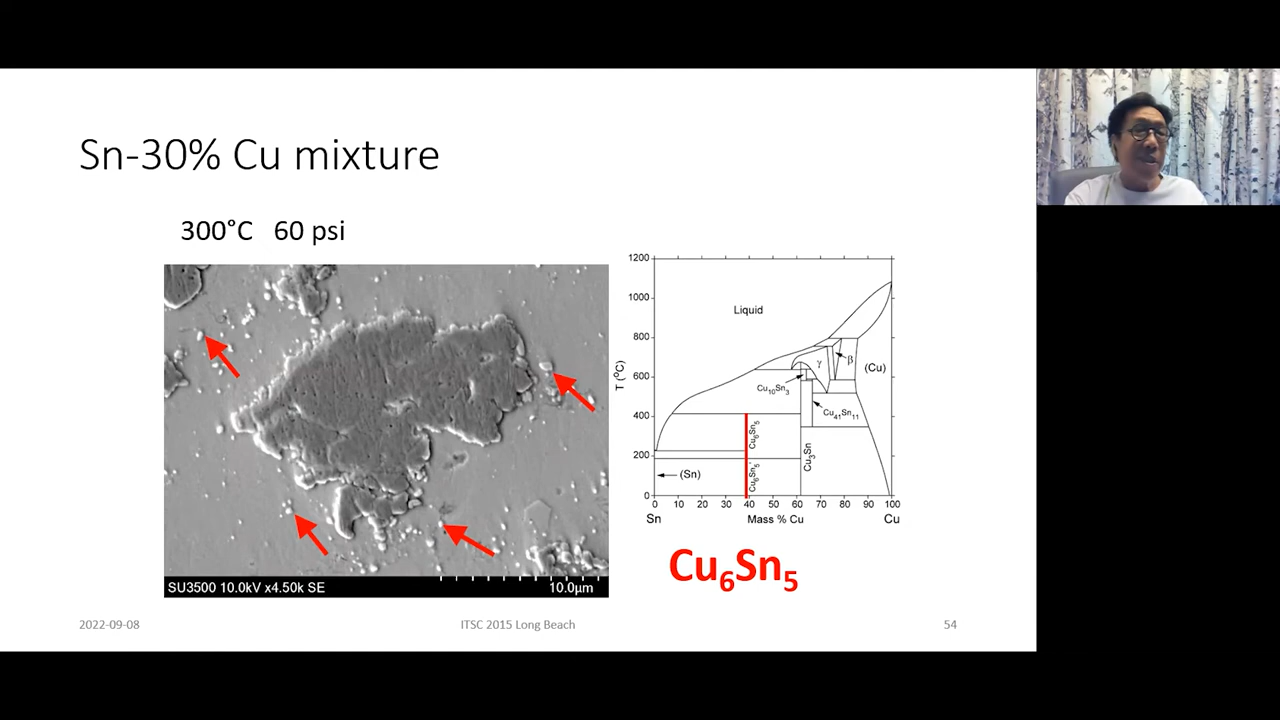 Sn-30% Cu mixture
300°C 60 psi
SU3500 10.0kV x4.50k SE 10.0µm
1200
1000
800
600
400
200
0
T (°C)
Liquid
γ
β
(Cu)
Cu10Sn3
Cu41Sn11
Cu6Sn5
Cu3Sn
Cu6Sn5'
(Sn)
0 10 20 30 40 50 60 70 80 90 100
Sn Mass % Cu Cu
Cu6Sn5
2022-09-08 ITSC 2015 Long Beach 54